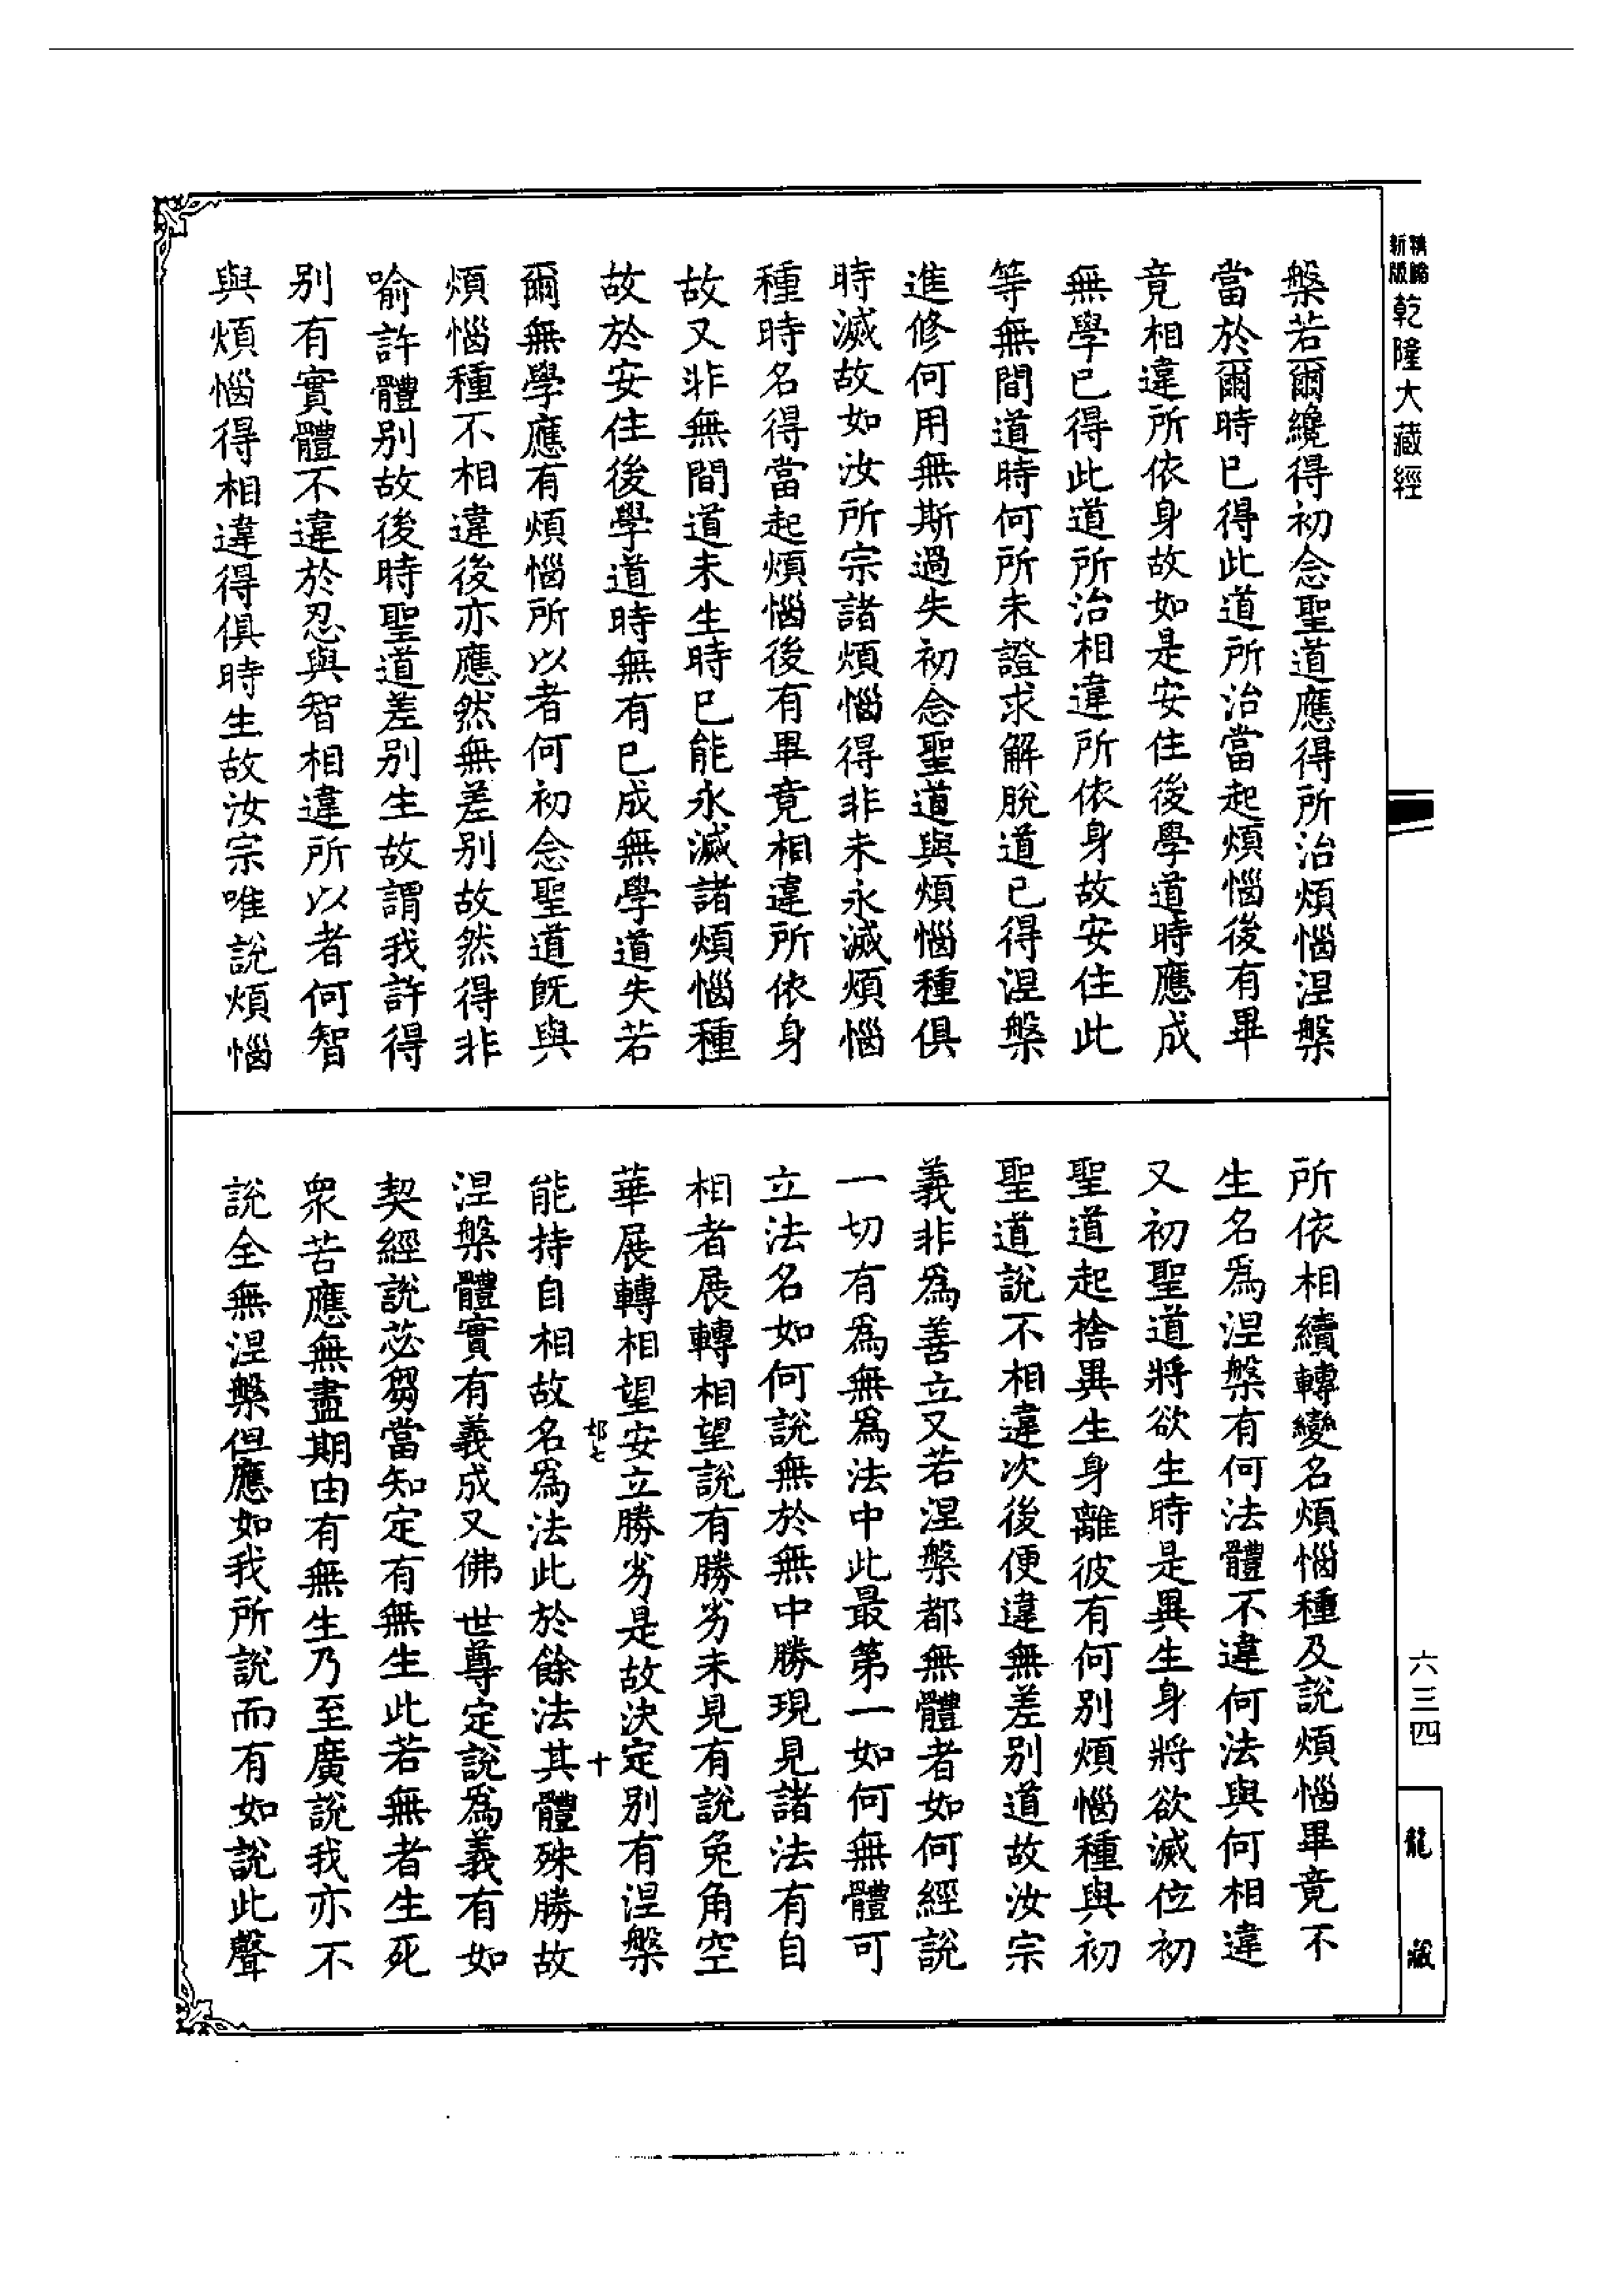 精縮新版乾隆大藏經
槃若爾纔得初念聖道應得所治煩惱涅槃
當於爾時已得此道所治當起煩惱後有畢
竟相違所依身故如是安住後學道時應成
無學已得此道所治相違所依身故安住此
等無間道時何所未證求解脫道已得涅槃
進修何用無斯過失初念聖道與煩惱種俱
時滅故如汝所宗諸煩惱得非未永滅煩惱
種時名得當起煩惱後有畢竟相違所依身
故又非無間道未生時已能永滅諸煩惱種
故於安住後學道時無有已成無學道失若
爾無學應有煩惱所以者何初念聖道既與
煩惱種不相違後亦應然無差別故然得非
喻許體別故後時聖道差別生故謂我許得
別有實體不違於忍與智相違所以者何智
與煩惱得相違得俱時生故汝宗唯說煩惱
所依相續轉變名煩惱種及說煩惱畢竟不
生名為涅槃有何法體不違何法與何相違
又初聖道將欲生時是異生身將欲滅位初
聖道起捨異生身離彼有何別煩惱種與初
聖道說不相違次後便違無差別道故汝宗
義非為善立又若涅槃都無體者如何經說
一切有為無為法中此最第一如何無體可
立法名如何說無於無中勝現見諸法有自
相者展轉相望說有勝劣未見有說兔角空
華展轉相望安立勝劣是故決定別有涅槃
能持自相故名為法此於餘法其體殊勝故
涅槃體實有義成又佛世尊定說為義有如
契經說苾芻當知定有無生此若無者生死
眾苦應無盡期由有無生乃至廣說我亦不
說全無涅槃但應如我所說而有如說此聲
十
六三四
龍藏